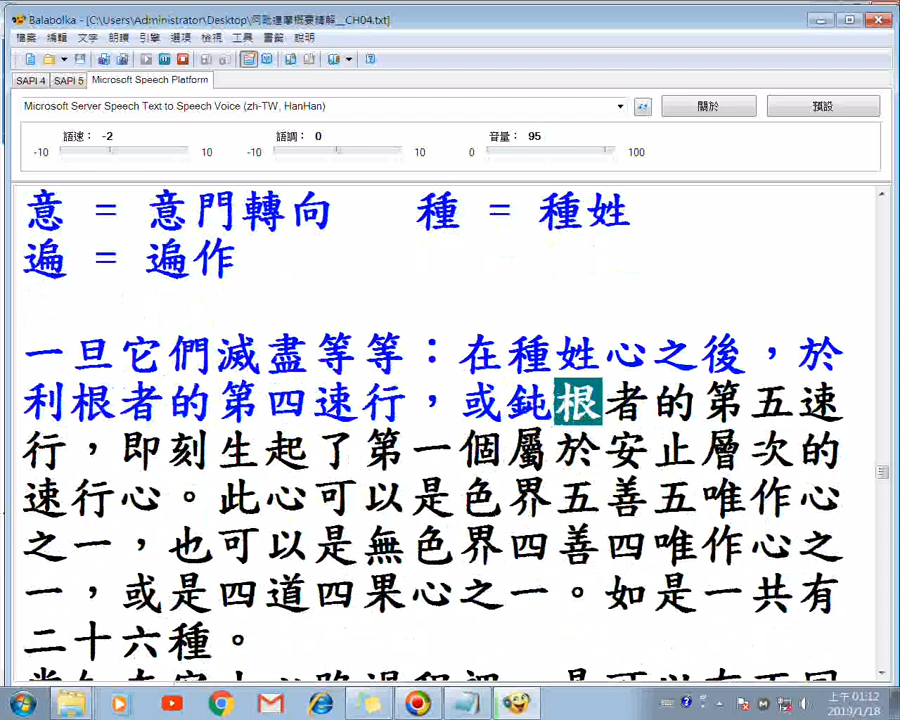 Balabolka - [C:\Users\Administrator\Desktop\阿毗達摩概要精解__CH04.txt]
檔案 編輯 文字 朗讀 引擎 選項 檢視 工具 書籤 說明
SAPI 4 SAPI 5 Microsoft Speech Platform
Microsoft Server Speech Text to Speech Voice (zh-TW, HanHan) 關於 預設
語速： -2 語調： 0 音量： 95
-10 10 -10 10 0 100
意 = 意門轉向 種 = 種姓
遍 = 遍作
一旦它們滅盡等等：在種姓心之後，於
利根者的第四速行，或鈍根者的第五速
行，即刻生起了第一個屬於安止層次的
速行心。此心可以是色界五善五唯作心
之一，也可以是無色界四善四唯作心之
一，或是四道四果心之一。如是一共有
二十六種。
上午 01:12
2019/1/18